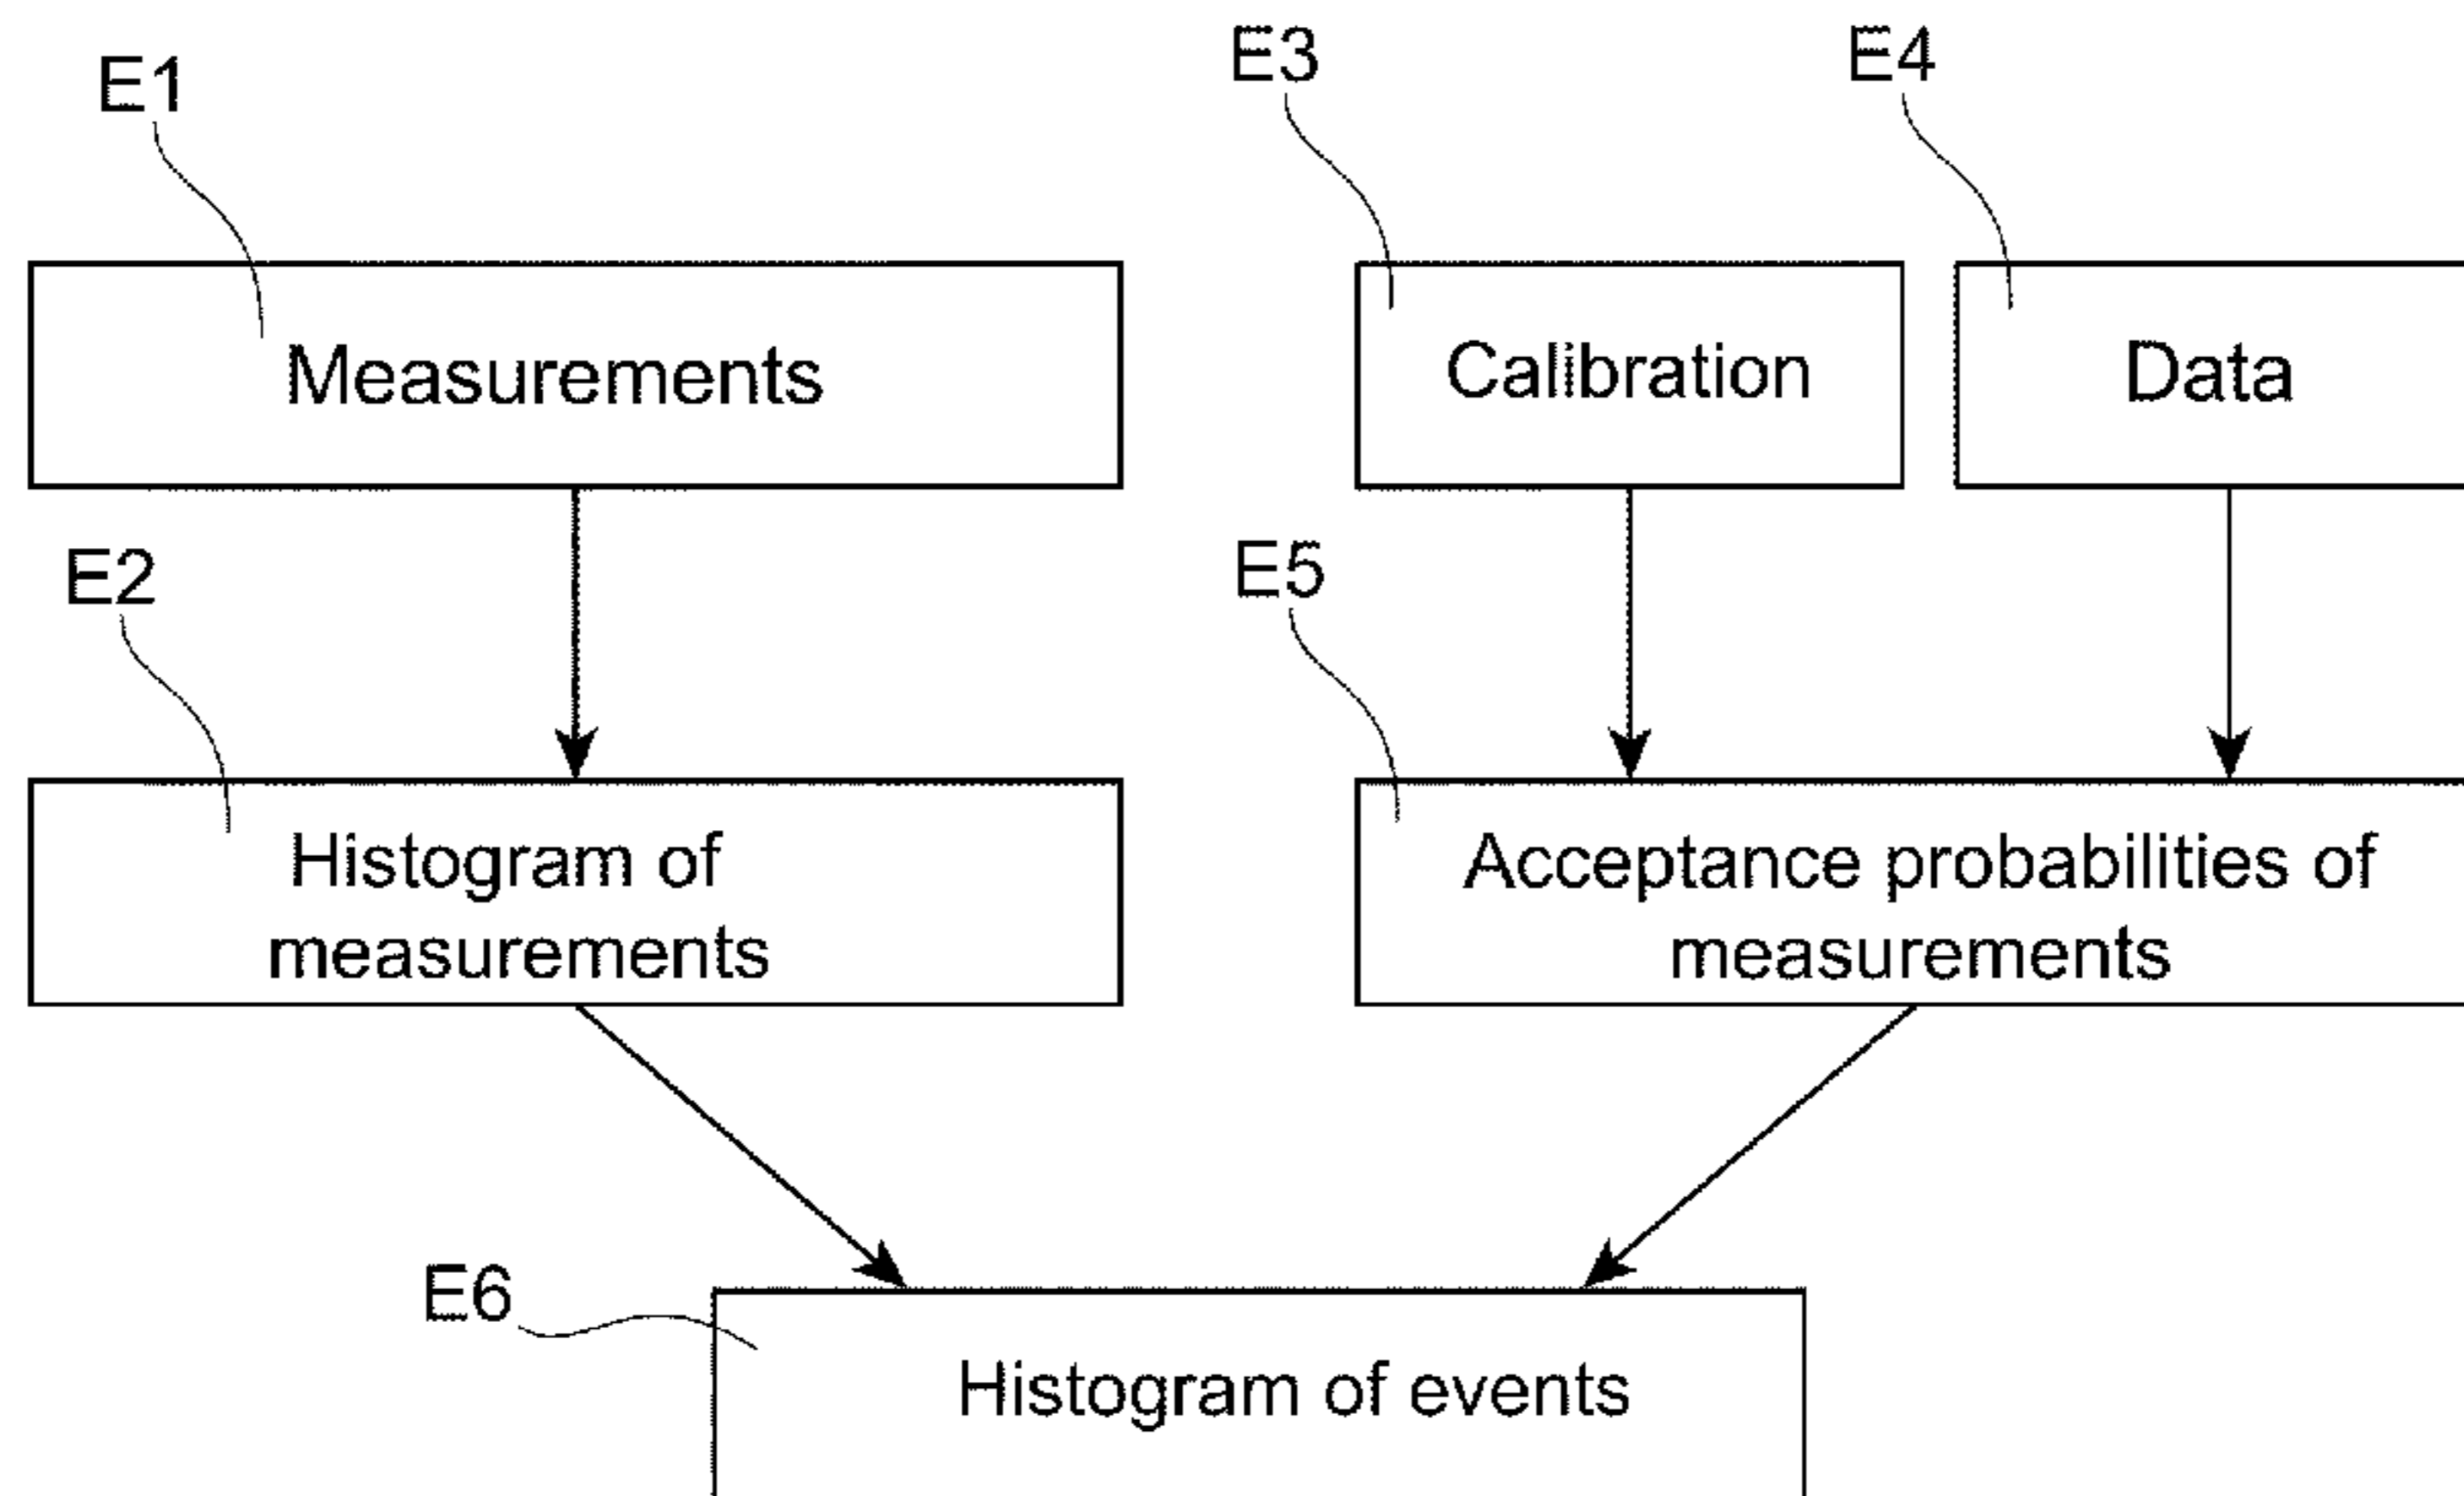 E1
E3
E4
Measurements
Calibration
Data
E2
E5
Histogram of
measurements
Acceptance probabilities of
measurements
E6
Histogram of events